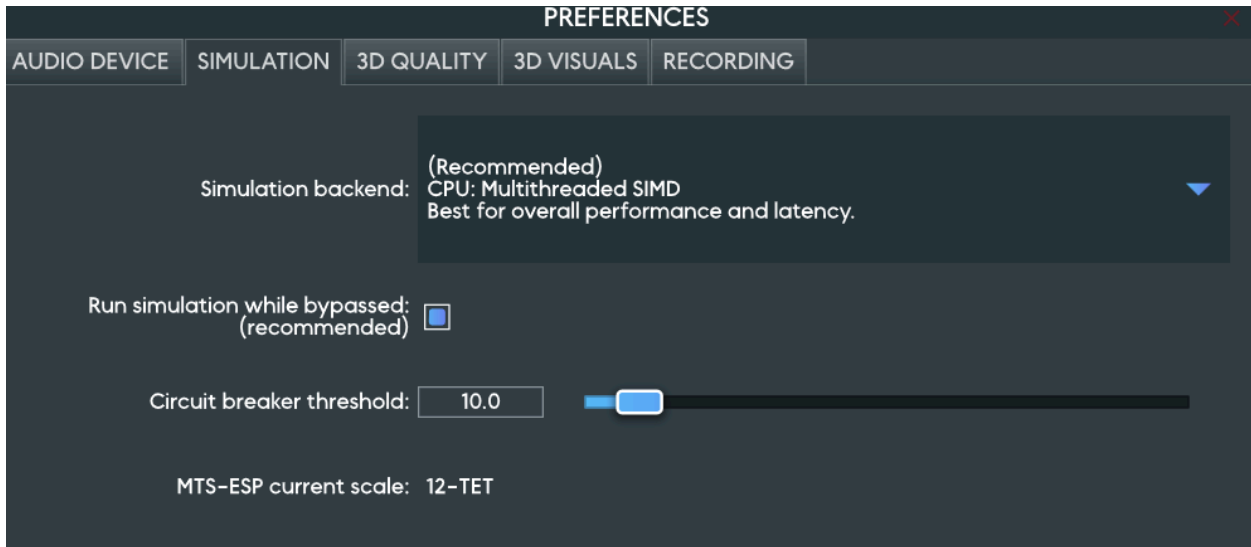 PREFERENCES
AUDIO DEVICE
SIMULATION
3D QUALITY
3D VISUALS
RECORDING
Simulation backend:
(Recommended)
CPU: Multithreaded SIMD
Best for overall performance and latency.
Run simulation while bypassed:
(recommended)
Circuit breaker threshold:
10.0
MTS-ESP current scale:
12-TET